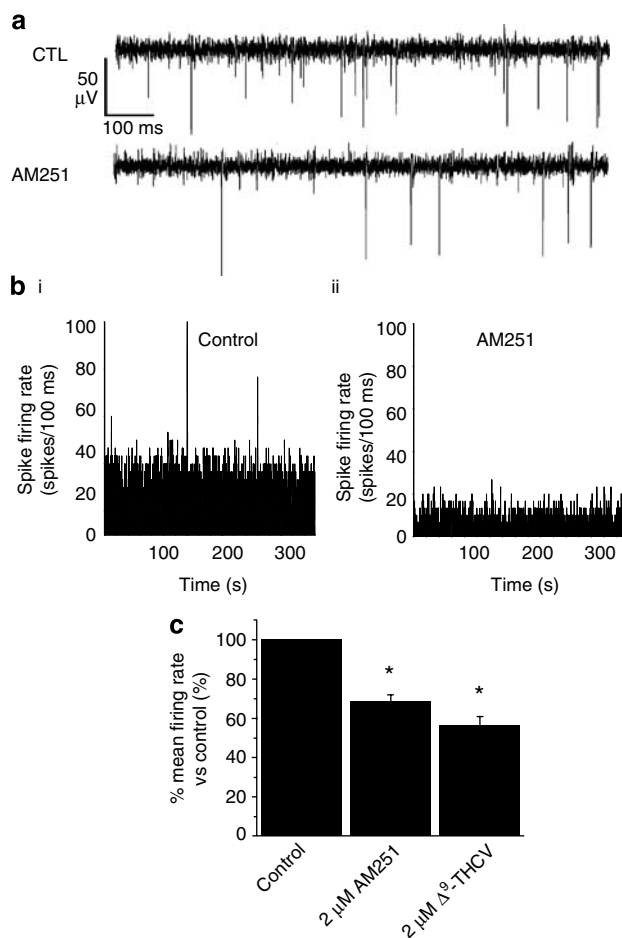 a
CTL
50
μV
100 ms
AM251
b i
ii
Control
Spike firing rate
(spikes/100 ms)
100
80
60
40
20
0
100 200 300
Time (s)
AM251
Spike firing rate
(spikes/100 ms)
100
80
60
40
20
0
100 200 300
Time (s)
c
% mean firing rate
vs control (%)
100
80
60
40
20
0
*
*
Control
2 μM AM251
2 μM Δ⁹-THCV